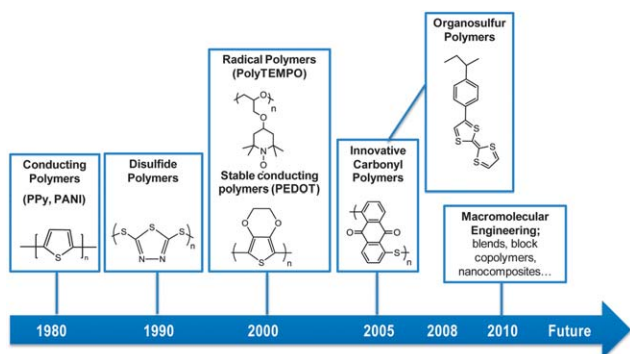 Conducting
Polymers
(PPy, PANI)
S
n
Disulfide
Polymers
S
S
S
N
N
n
Radical Polymers
(PolyTEMPO)
O
n
O
N
O
Stable conducting
polymers (PEDOT)
O
O
S
n
Innovative
Carbonyl
Polymers
O
O
S
n
Organosulfur
Polymers
S
S
S
S
Macromolecular
Engineering;
blends, block
copolymers,
nanocomposites...
1980
1990
2000
2005
2008
2010
Future